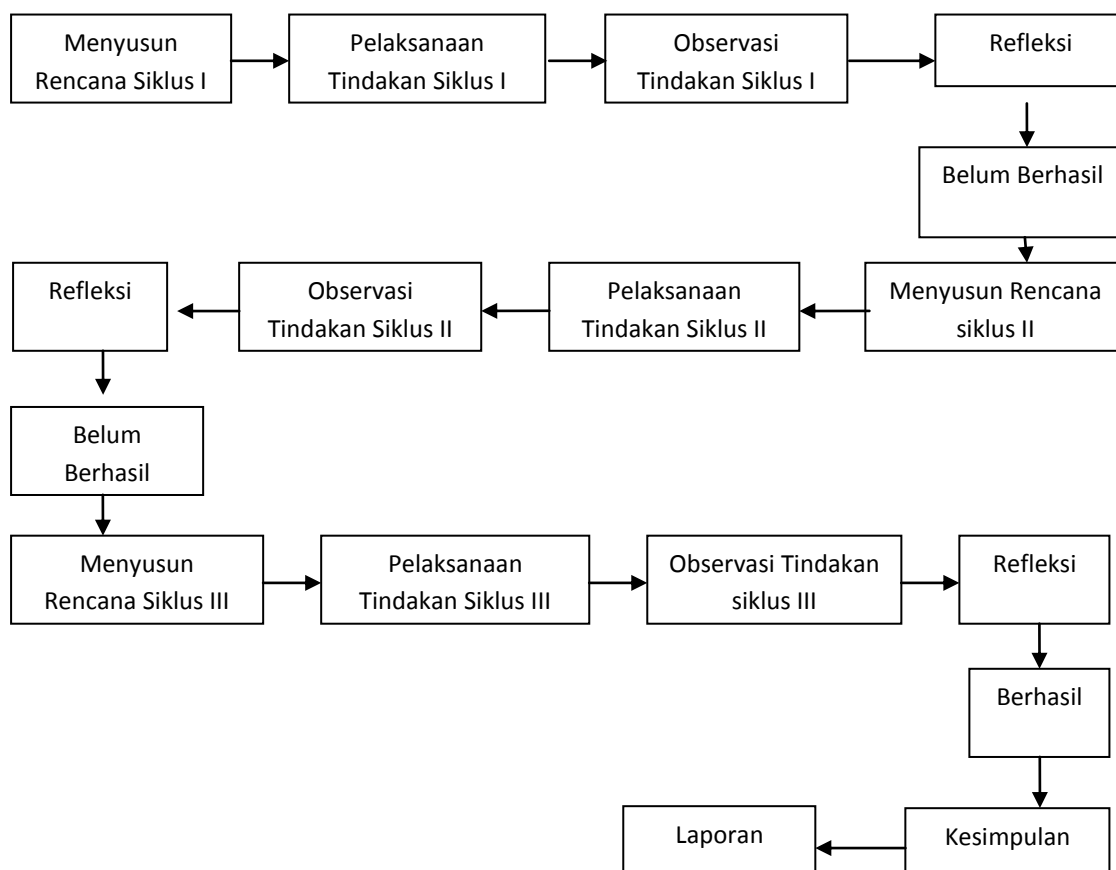 Menyusun
Rencana Siklus I
Pelaksanaan
Tindakan Siklus I
Observasi
Tindakan Siklus I
Refleksi
Belum Berhasil
Menyusun Rencana
siklus II
Pelaksanaan
Tindakan Siklus II
Observasi
Tindakan Siklus II
Refleksi
Belum
Berhasil
Menyusun
Rencana Siklus III
Pelaksanaan
Tindakan Siklus III
Observasi Tindakan
siklus III
Refleksi
Berhasil
Kesimpulan
Laporan